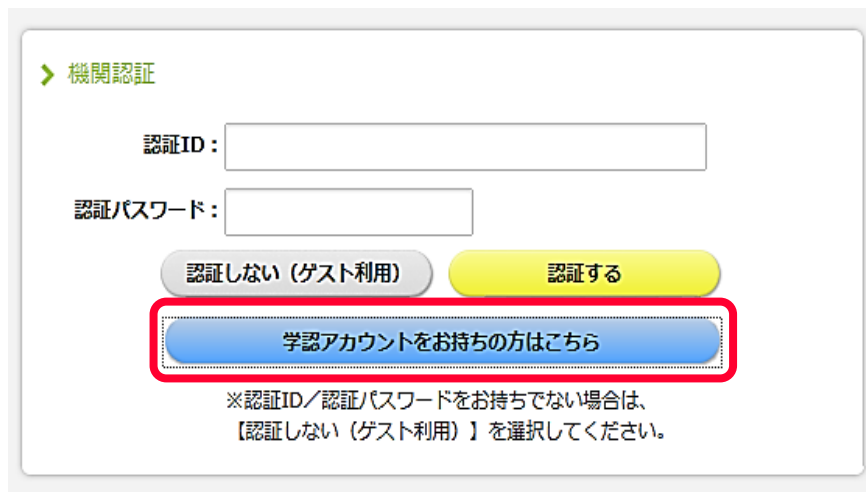 機関認証
認証ID：
認証パスワード：
認証しない（ゲスト利用） 認証する
学認アカウントをお持ちの方はこちら
※認証ID／認証パスワードをお持ちでない場合は、
【認証しない（ゲスト利用）】を選択してください。